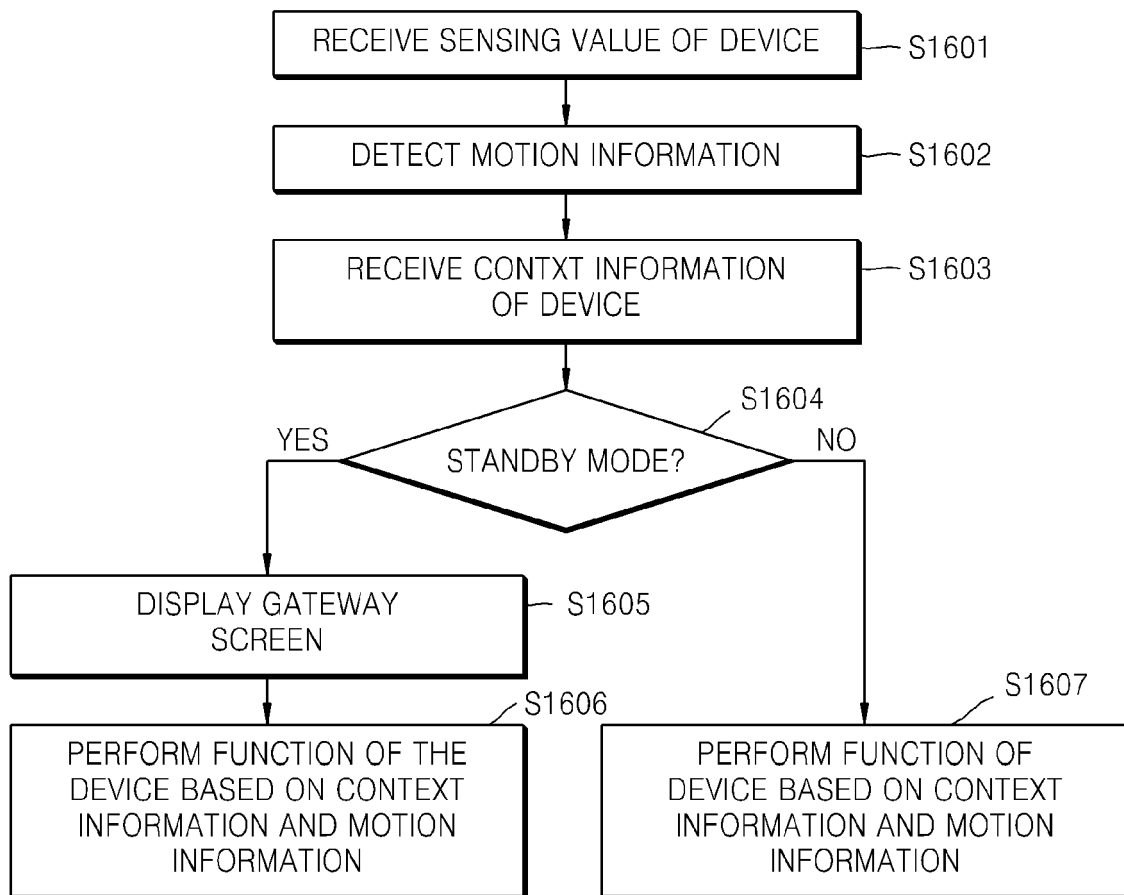 RECEIVE SENSING VALUE OF DEVICE
S1601
DETECT MOTION INFORMATION
S1602
RECEIVE CONTXT INFORMATION
OF DEVICE
S1603
S1604
YES
STANDBY MODE?
NO
DISPLAY GATEWAY
SCREEN
S1605
S1606
PERFORM FUNCTION OF THE
DEVICE BASED ON CONTEXT
INFORMATION AND MOTION
INFORMATION
S1607
PERFORM FUNCTION OF
DEVICE BASED ON CONTEXT
INFORMATION AND MOTION
INFORMATION